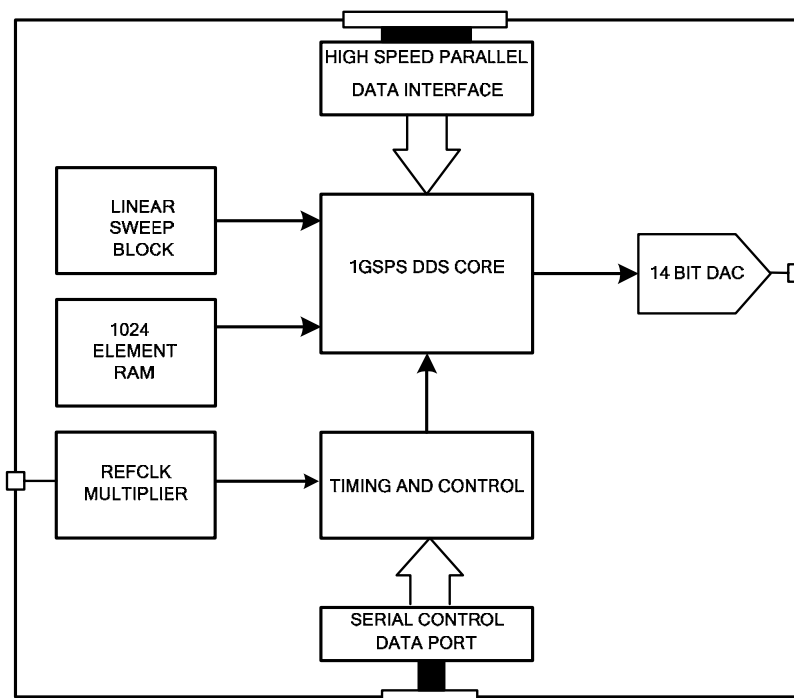 HIGH SPEED PARALLEL
DATA INTERFACE
LINEAR
SWEEP
BLOCK
1GSPS DDS CORE
14 BIT DAC
1024
ELEMENT
RAM
REFCLK
MULTIPLIER
TIMING AND CONTROL
SERIAL CONTROL
DATA PORT